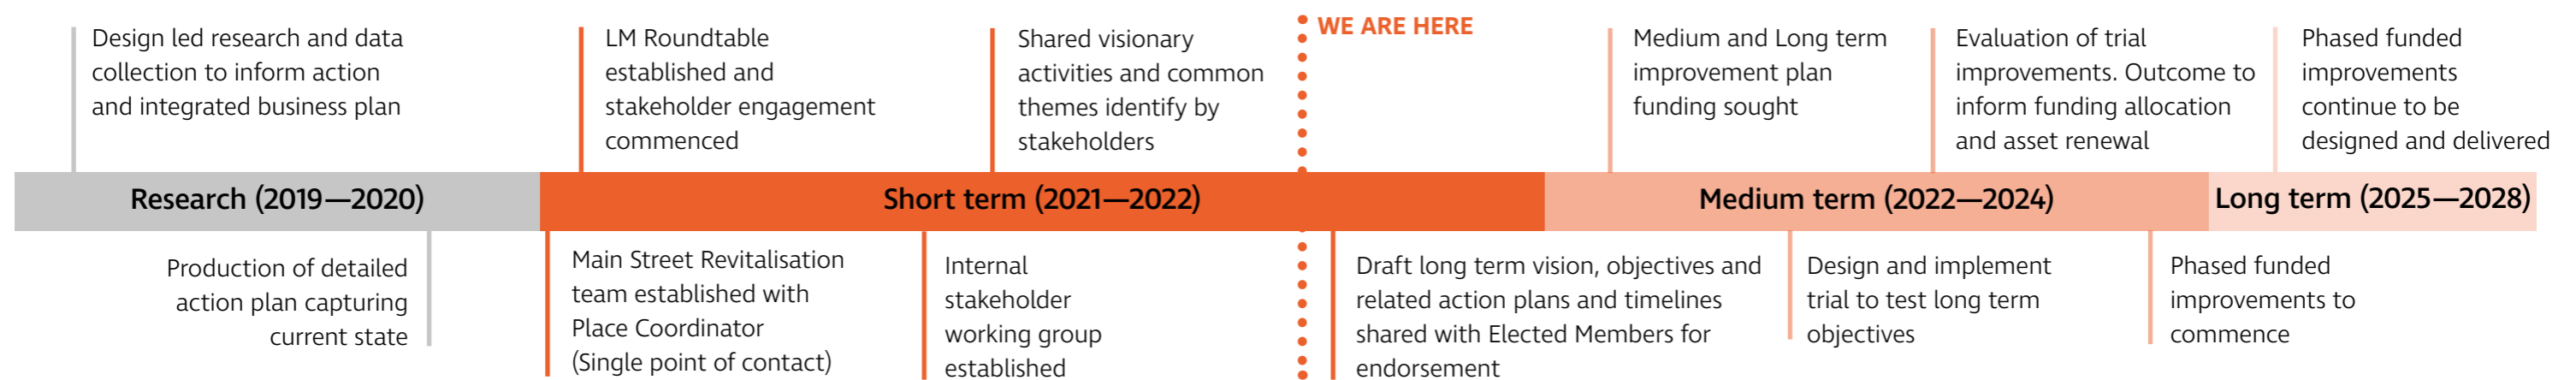 Design led research and data
collection to inform action
and integrated business plan
LM Roundtable
established and
stakeholder engagement
commenced
Shared visionary
activities and common
themes identify by
stakeholders
WE ARE HERE
Medium and Long term
improvement plan
funding sought
Evaluation of trial
improvements. Outcome to
inform funding allocation
and asset renewal
Phased funded
improvements
continue to be
designed and delivered
Research (2019—2020)
Short term (2021—2022)
Medium term (2022—2024)
Long term (2025—2028)
Production of detailed
action plan capturing
current state
Main Street Revitalisation
team established with
Place Coordinator
(Single point of contact)
Internal
stakeholder
working group
established
Draft long term vision, objectives and
related action plans and timelines
shared with Elected Members for
endorsement
Design and implement
trial to test long term
objectives
Phased funded
improvements to
commence